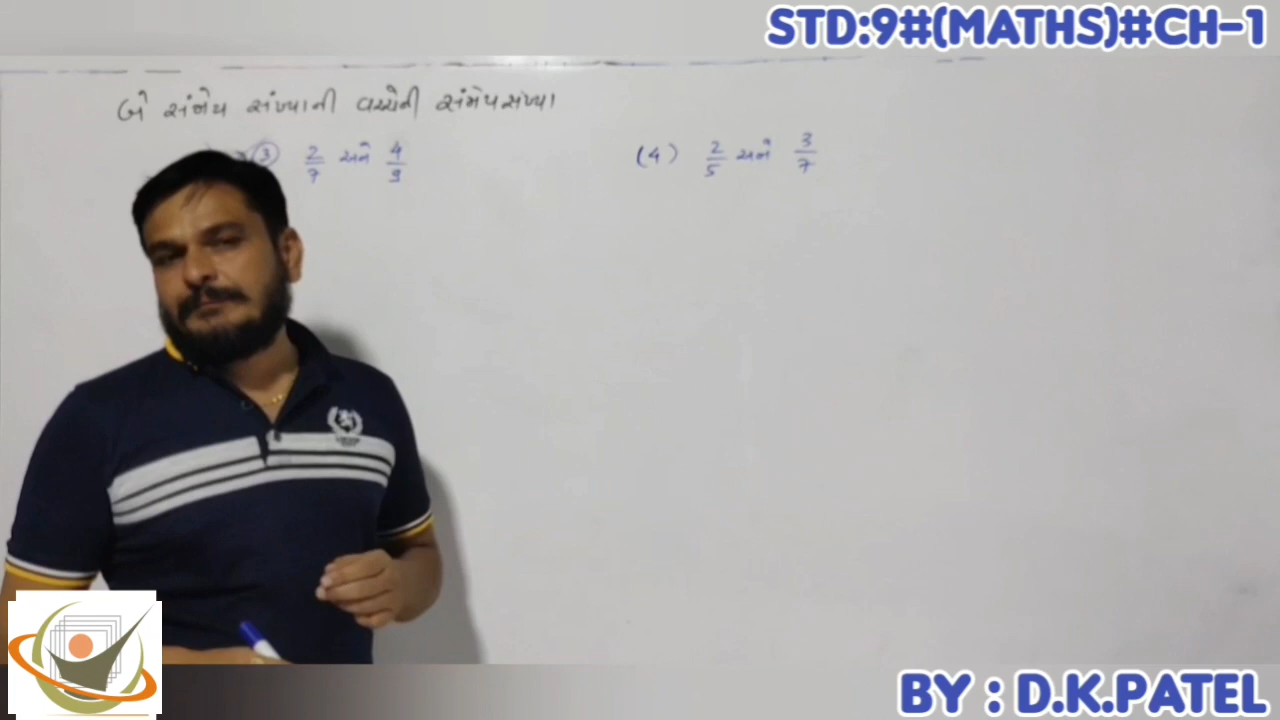 STD:9#(MATHS)#CH-1
બે સંમેય સંખ્યાની વચ્ચેની સંમેય સંખ્યા
③ 2/7 અને 4/9
(4) 2/5 અને 3/7
BY : D.K.PATEL